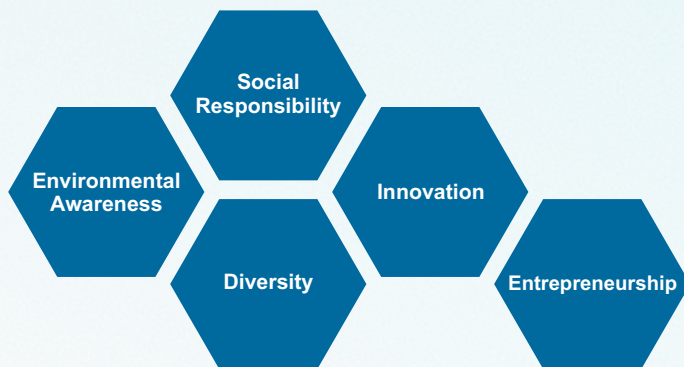 Social
Responsibility
Environmental
Awareness
Innovation
Diversity
Entrepreneurship